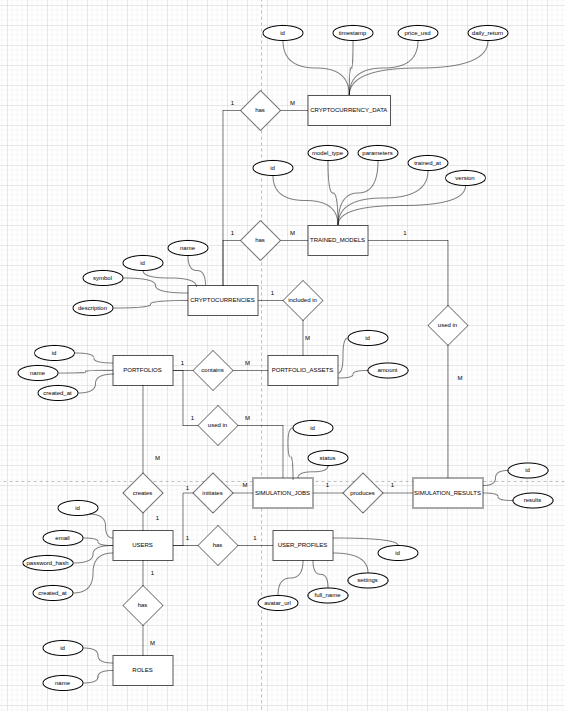 id
timestamp
price_usd
daily_return
1
has
M
CRYPTOCURRENCY_DATA
id
model_type
parameters
trained_at
version
1
has
M
TRAINED_MODELS
1
name
id
symbol
description
CRYPTOCURRENCIES
1
included in
used in
M
id
name
created_at
PORTFOLIOS
1
contains
M
PORTFOLIO_ASSETS
id
amount
M
1
used in
M
id
status
M
creates
1
1
initiates
M
SIMULATION_JOBS
1
produces
1
SIMULATION_RESULTS
id
results
id
email
password_hash
created_at
USERS
1
has
1
USER_PROFILES
id
settings
full_name
avatar_url
1
has
M
id
name
ROLES